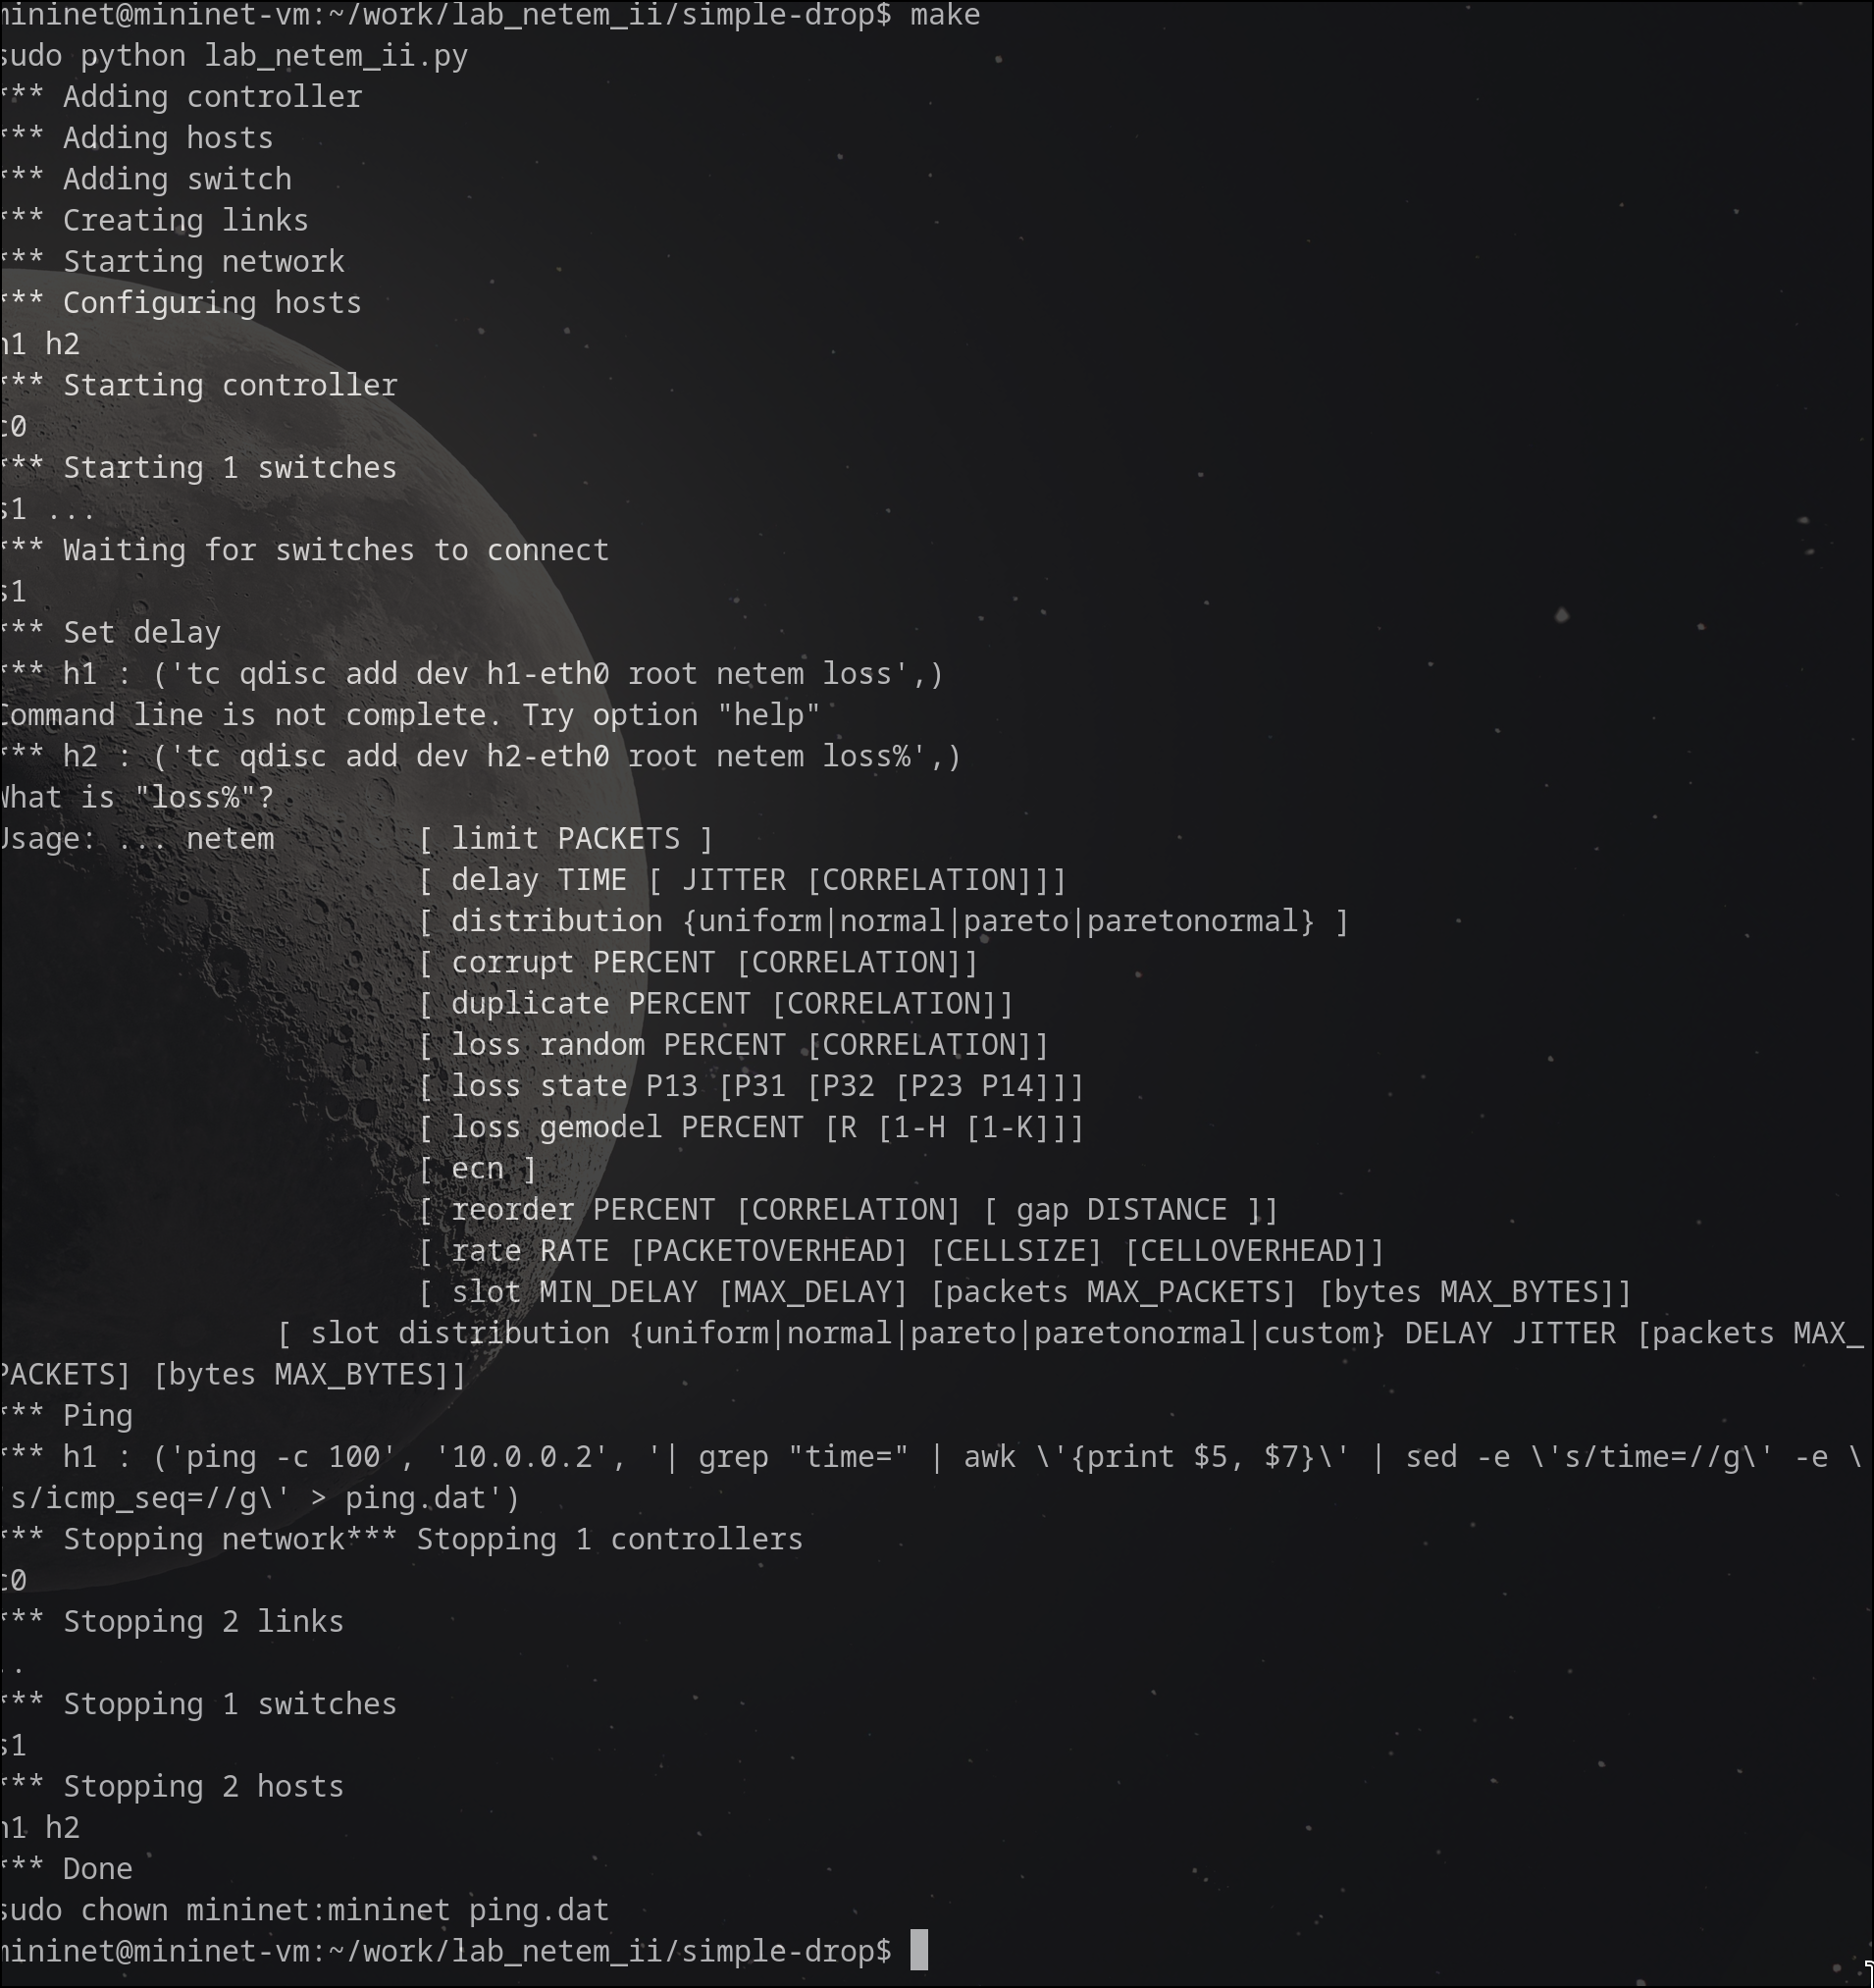 mininet@mininet-vm:~/work/lab_netem_ii/simple-drop$ make
sudo python lab_netem_ii.py
*** Adding controller
*** Adding hosts
*** Adding switch
*** Creating links
*** Starting network
*** Configuring hosts
h1 h2
*** Starting controller
c0
*** Starting 1 switches
s1 ...
*** Waiting for switches to connect
s1
*** Set delay
*** h1 : ('tc qdisc add dev h1-eth0 root netem loss',)
Command line is not complete. Try option "help"
*** h2 : ('tc qdisc add dev h2-eth0 root netem loss%',)
What is "loss%"?
Usage: ... netem [ limit PACKETS ]
[ delay TIME [ JITTER [CORRELATION]]]
[ distribution {uniform|normal|pareto|paretonormal} ]
[ corrupt PERCENT [CORRELATION]]
[ duplicate PERCENT [CORRELATION]]
[ loss random PERCENT [CORRELATION]]
[ loss state P13 [P31 [P32 [P23 P14]]]
[ loss gemodel PERCENT [R [1-H [1-K]]]
[ ecn ]
[ reorder PERCENT [CORRELATION] [ gap DISTANCE ]]
[ rate RATE [PACKETOVERHEAD] [CELLSIZE] [CELLOVERHEAD]]
[ slot MIN_DELAY [MAX_DELAY] [packets MAX_PACKETS] [bytes MAX_BYTES]]
[ slot distribution {uniform|normal|pareto|paretonormal|custom} DELAY JITTER [packets MAX_
PACKETS] [bytes MAX_BYTES]]
*** Ping
*** h1 : ('ping -c 100', '10.0.0.2', '| grep "time=" | awk \'{print $5, $7}\' | sed -e \'s/time=//g\' -e \
's/icmp_seq=//g\' > ping.dat')
*** Stopping network*** Stopping 1 controllers
c0
*** Stopping 2 links
..
*** Stopping 1 switches
s1
*** Stopping 2 hosts
h1 h2
*** Done
sudo chown mininet:mininet ping.dat
mininet@mininet-vm:~/work/lab_netem_ii/simple-drop$